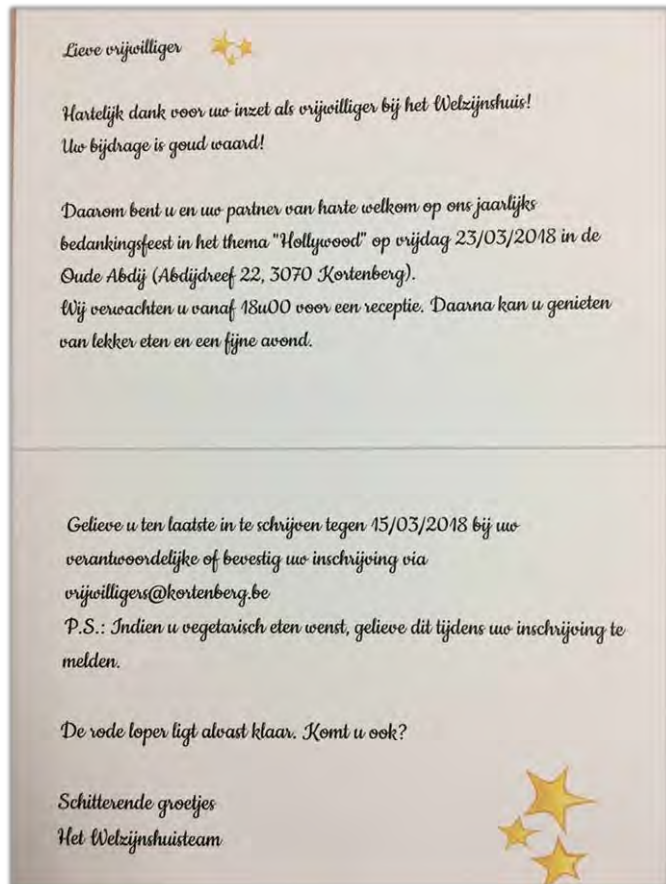 Lieve vrijwilliger
Hartelijk dank voor uw inzet als vrijwilliger bij het Welzijnshuis!
Uw bijdrage is goud waard!
Daarom bent u en uw partner van harte welkom op ons jaarlijks
bedankingsfeest in het thema "Hollywood" op vrijdag 23/03/2018 in de
Oude Abdij (Abdijdreef 22, 3070 Kortenberg).
Wij verwachten u vanaf 18u00 voor een receptie. Daarna kan u genieten
van lekker eten en een fijne avond.
Gelieve u ten laatste in te schrijven tegen 15/03/2018 bij uw
verantwoordelijke of bevestig uw inschrijving via
vrijwilligers@kortenberg.be
P.S.: Indien u vegetarisch eten wenst, gelieve dit tijdens uw inschrijving te
melden.
De rode loper ligt alvast klaar. Komt u ook?
Schitterende groetjes
Het Welzijnshuisteam